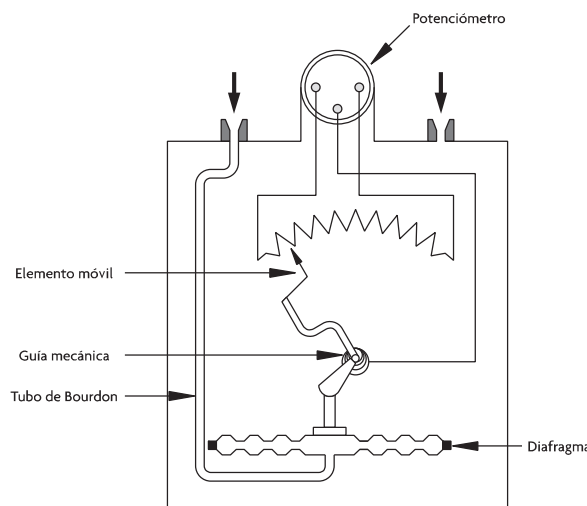 Potenciómetro
Elemento móvil
Guía mecánica
Tubo de Bourdon
Diafragma